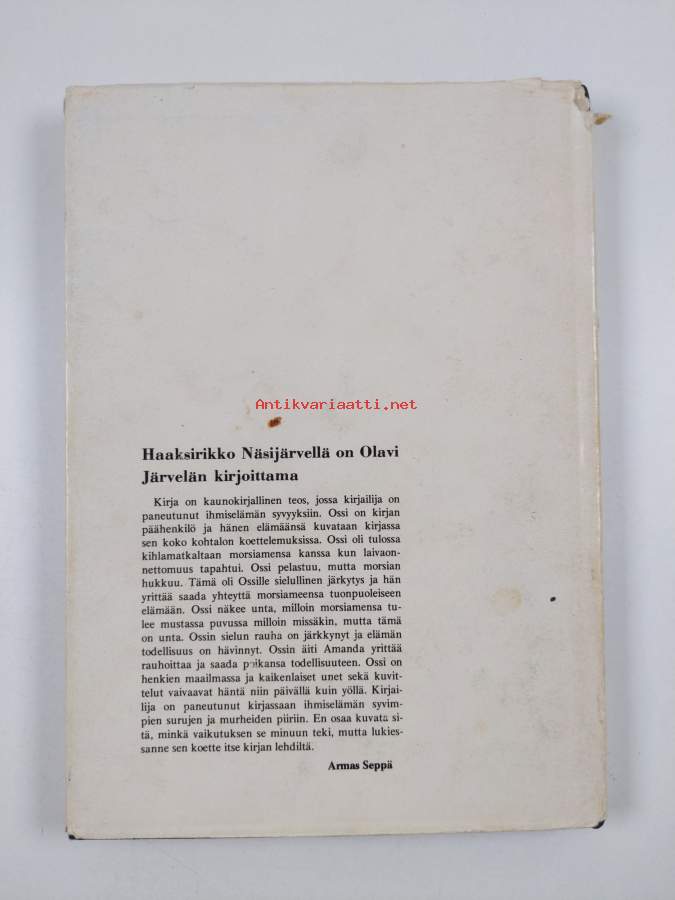 Antikvariaatti.net
Haaksirikko Näsijärvellä on Olavi
Järvelän kirjoittama
Kirja on kaunokirjallinen teos, jossa kirjailija on
paneutunut ihmiselämän syvyyksiin. Ossi on kirjan
päähenkilö ja hänen elämäänsä kuvataan kirjassa
sen koko kohtalon koettelemuksissa. Ossi oli tulossa
kihlamatkaltaan morsiamensa kanssa kun laivaon-
nettomuus tapahtui. Ossi pelastuu, mutta morsian
hukkuu. Tämä oli Ossille sielullinen järkytys ja hän
yrittää saada yhteyttä morsiameensa tuonpuoleiseen
elämään. Ossi näkee unta, milloin morsiamensa tu-
lee mustassa puvussa milloin missäkin, mutta tämä
on unta. Ossin sielun rauha on järkkynyt ja elämän
todellisuus on hävinnyt. Ossin äiti Amanda yrittää
rauhoittaa ja saada poikansa todellisuuteen. Ossi on
henkien maailmassa ja kaikenlaiset unet sekä kuvit-
telut vaivaavat häntä niin päivällä kuin yöllä. Kirjai-
lija on paneutunut kirjassaan ihmiselämän syvim-
pien surujen ja murheiden piiriin. En osaa kuvata si-
tä, minkä vaikutuksen se minuun teki, mutta lukies-
sanne sen koette itse kirjan lehdiltä.
Armas Seppä